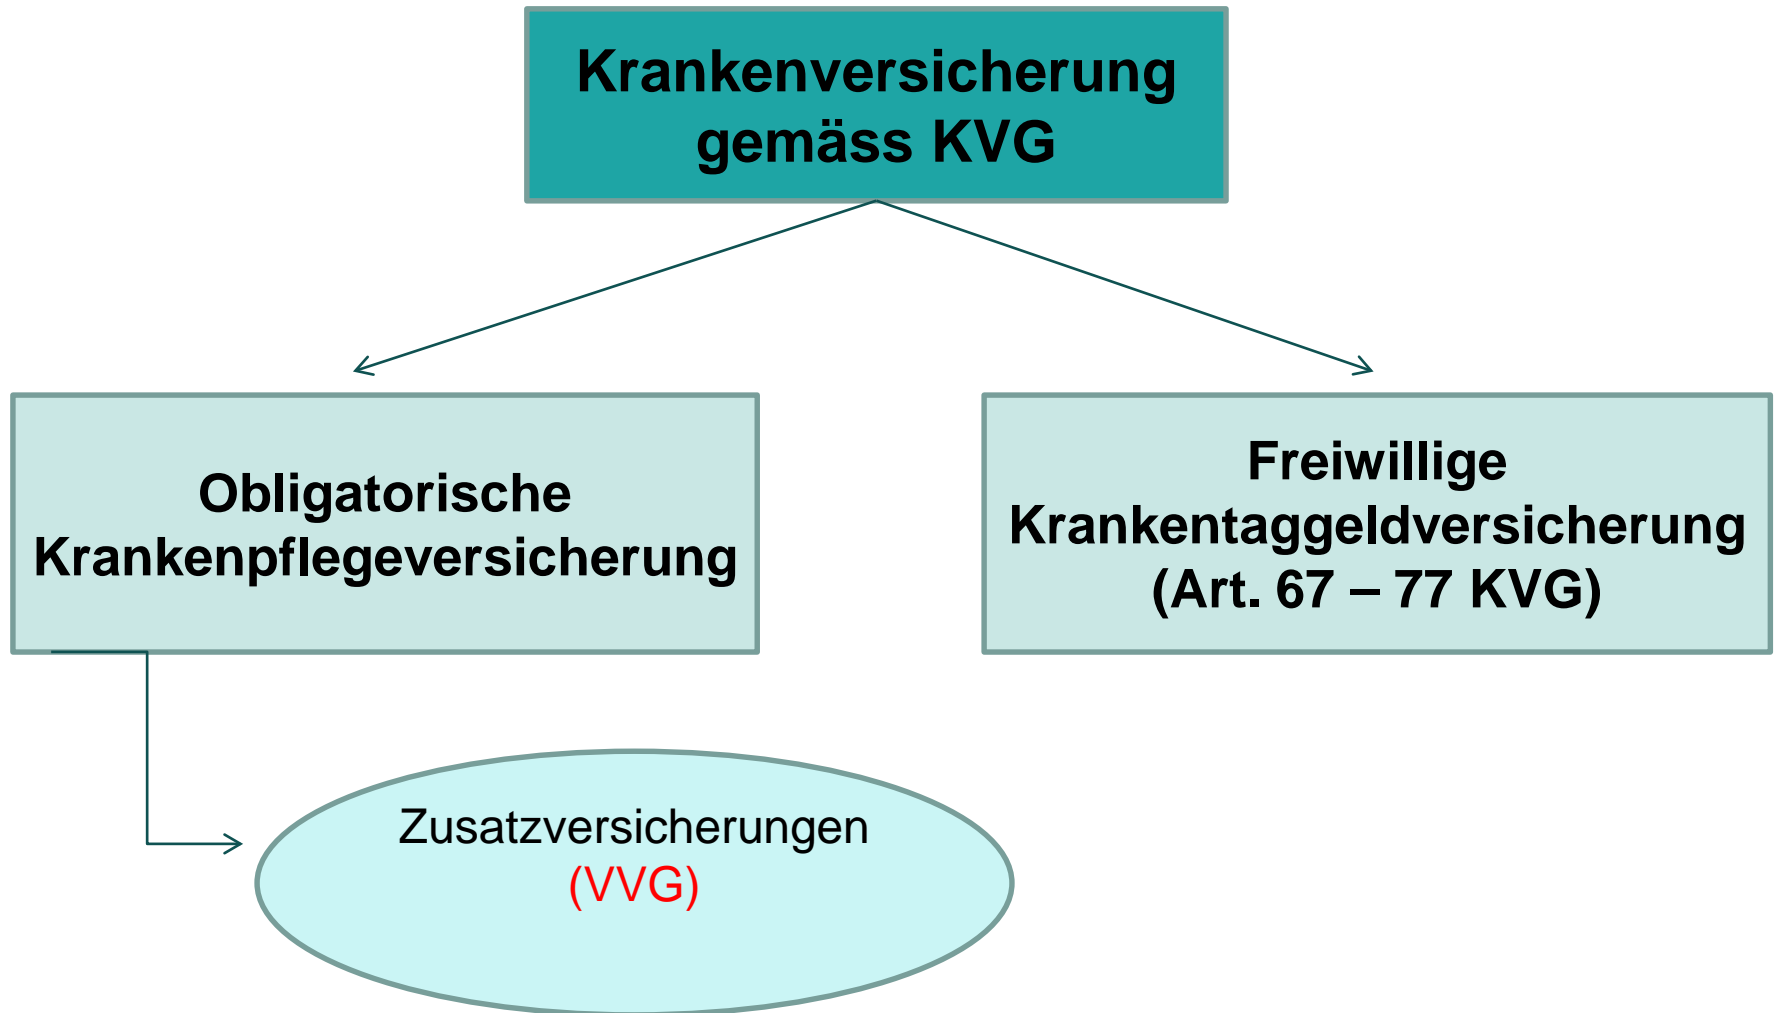 Krankenversicherung
gemäss KVG
Obligatorische
Krankenpflegeversicherung
Freiwillige
Krankentaggeldversicherung
(Art. 67 – 77 KVG)
Zusatzversicherungen
(VVG)